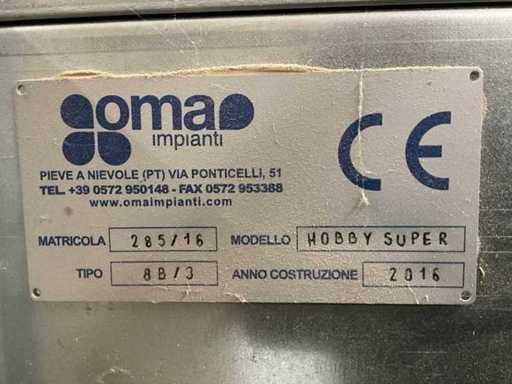 oma
impianti
CE
PIEVE A NIEVOLE (PT) VIA PONTICELLI, 51
TEL. +39 0572 950148 - FAX 0572 953388
www.omaimpianti.com
MATRICOLA 285/16 MODELLO HOBBY SUPER
TIPO 8B/3 ANNO COSTRUZIONE 2016